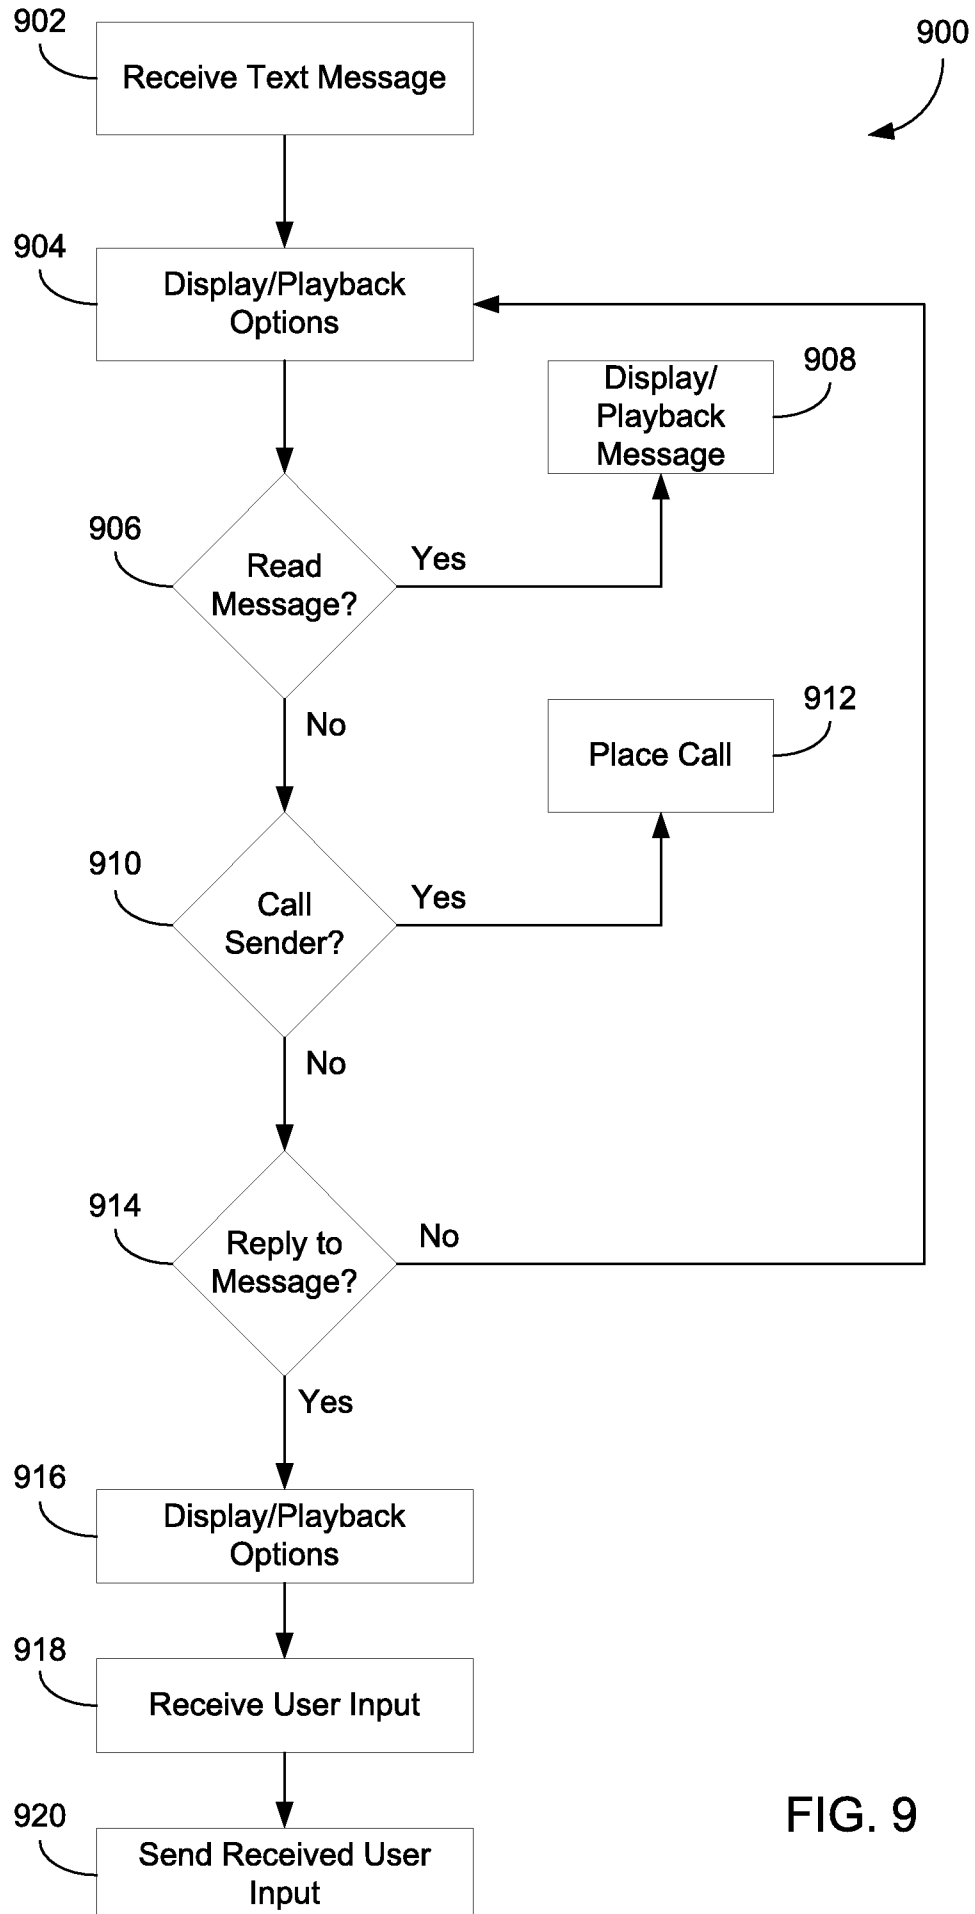 902
900
Receive Text Message
904
Display/Playback
Options
908
Display/
Playback
Message
906
Read
Message?
Yes
No
912
Place Call
910
Call
Sender?
Yes
No
914
Reply to
Message?
No
Yes
916
Display/Playback
Options
918
Receive User Input
920
Send Received User
Input
FIG. 9